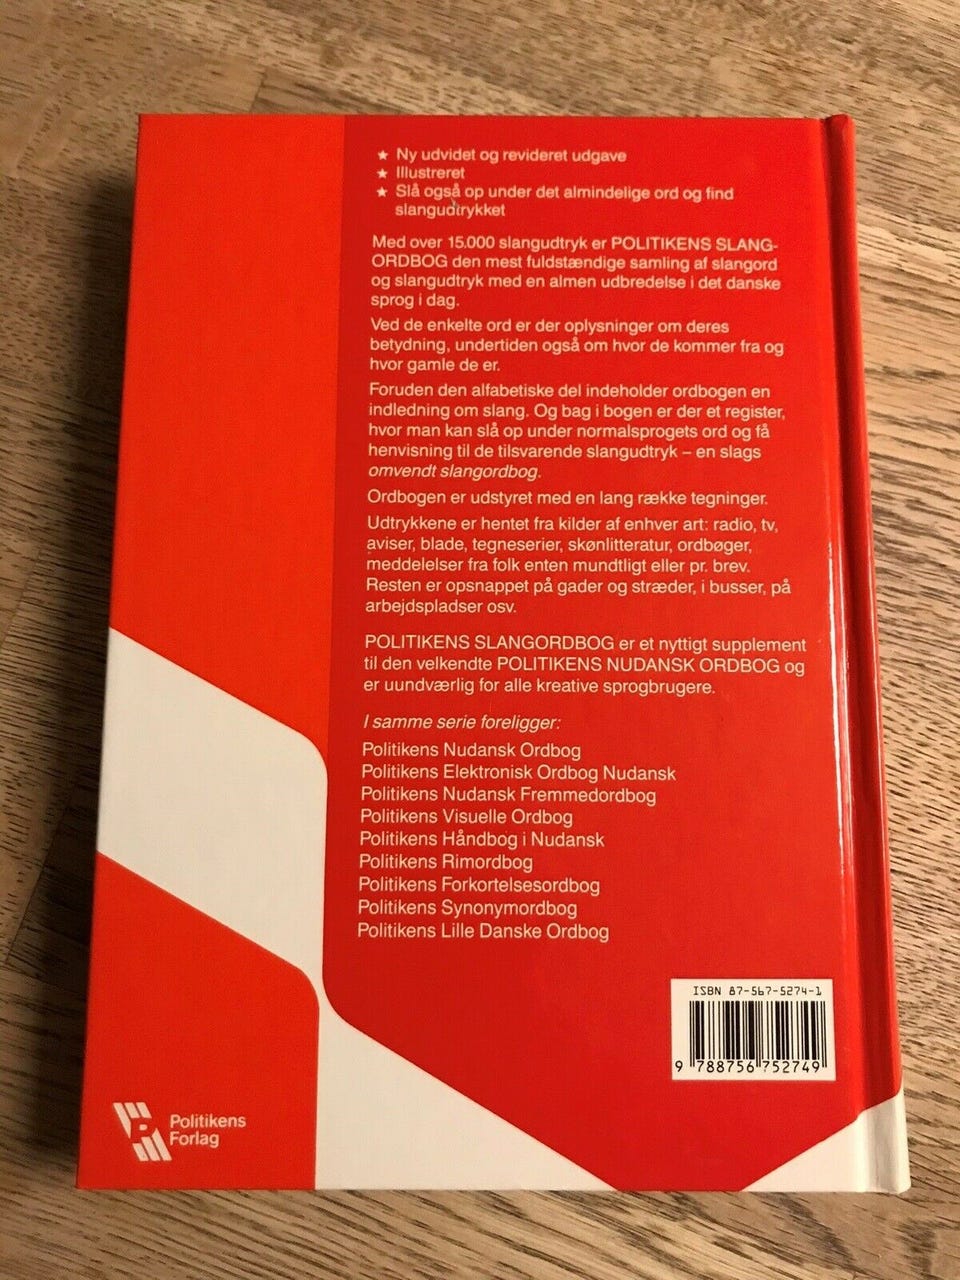 ★ Ny udvidet og revideret udgave
★ Illustreret
★ Slå også op under det almindelige ord og find
slangudtrykket
Med over 15.000 slangudtryk er POLITIKENS SLANG-
ORDBOG den mest fuldstændige samling af slangord
og slangudtryk med en almen udbredelse i det danske
sprog i dag.
Ved de enkelte ord er der oplysninger om deres
betydning, undertiden også om hvor de kommer fra og
hvor gamle de er.
Foruden den alfabetiske del indeholder ordbogen en
indledning om slang. Og bag i bogen er der et register,
hvor man kan slå op under normalsprogets ord og få
henvisning til de tilsvarende slangudtryk – en slags
omvendt slangordbog.
Ordbogen er udstyret med en lang række tegninger.
Udtrykkene er hentet fra kilder af enhver art: radio, tv,
aviser, blade, tegneserier, skønlitteratur, ordbøger,
meddelelser fra folk enten mundtligt eller pr. brev.
Resten er opsnappet på gader og stræder, i busser, på
arbejdspladser osv.
POLITIKENS SLANGORDBOG er et nyttigt supplement
til den velkendte POLITIKENS NUDANSK ORDBOG og
er uundværlig for alle kreative sprogbrugere.
I samme serie foreligger:
Politikens Nudansk Ordbog
Politikens Elektronisk Ordbog Nudansk
Politikens Nudansk Fremmedordbog
Politikens Visuelle Ordbog
Politikens Håndbog i Nudansk
Politikens Rimordbog
Politikens Forkortelsesordbog
Politikens Synonymordbog
Politikens Lille Danske Ordbog
ISBN 87-567-5274-1
9 788756 752749
P
Politikens
Forlag